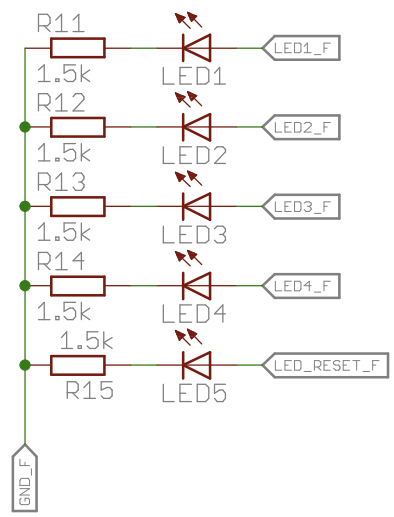 R11
LED1_F
1.5k
LED1
R12
LED2_F
1.5k
LED2
R13
LED3_F
1.5k
LED3
R14
LED4_F
1.5k
LED4
1.5k
LED_RESET_F
R15
LED5
GND_F